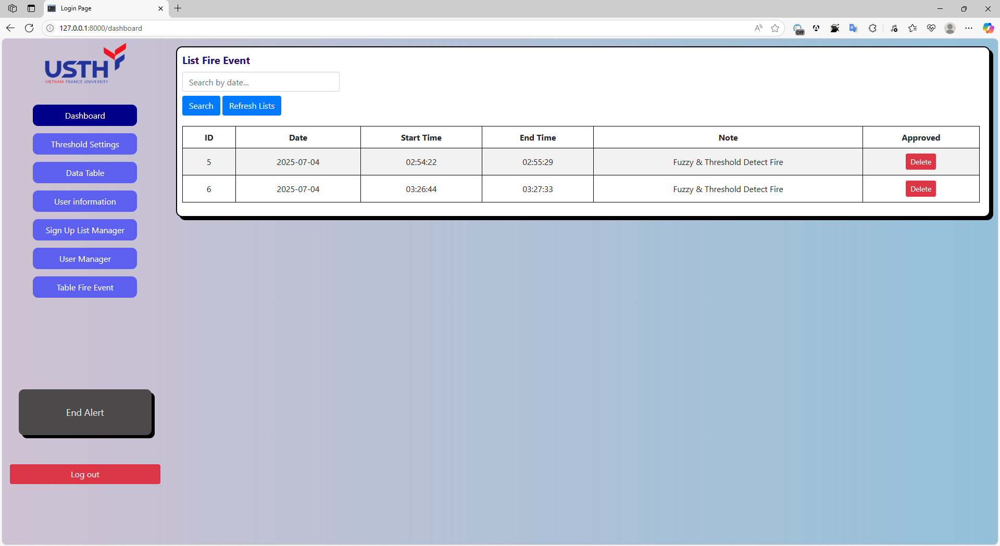 Login Page
127.0.0.1:8000/dashboard
Off
USTH
VIETNAM FRANCE UNIVERSITY
Dashboard
Threshold Settings
Data Table
User information
Sign Up List Manager
User Manager
Table Fire Event
End Alert
Log out
List Fire Event
Search by date...
Search Refresh Lists
ID Date Start Time End Time Note Approved
5 2025-07-04 02:54:22 02:55:29 Fuzzy & Threshold Detect Fire Delete
6 2025-07-04 03:26:44 03:27:33 Fuzzy & Threshold Detect Fire Delete